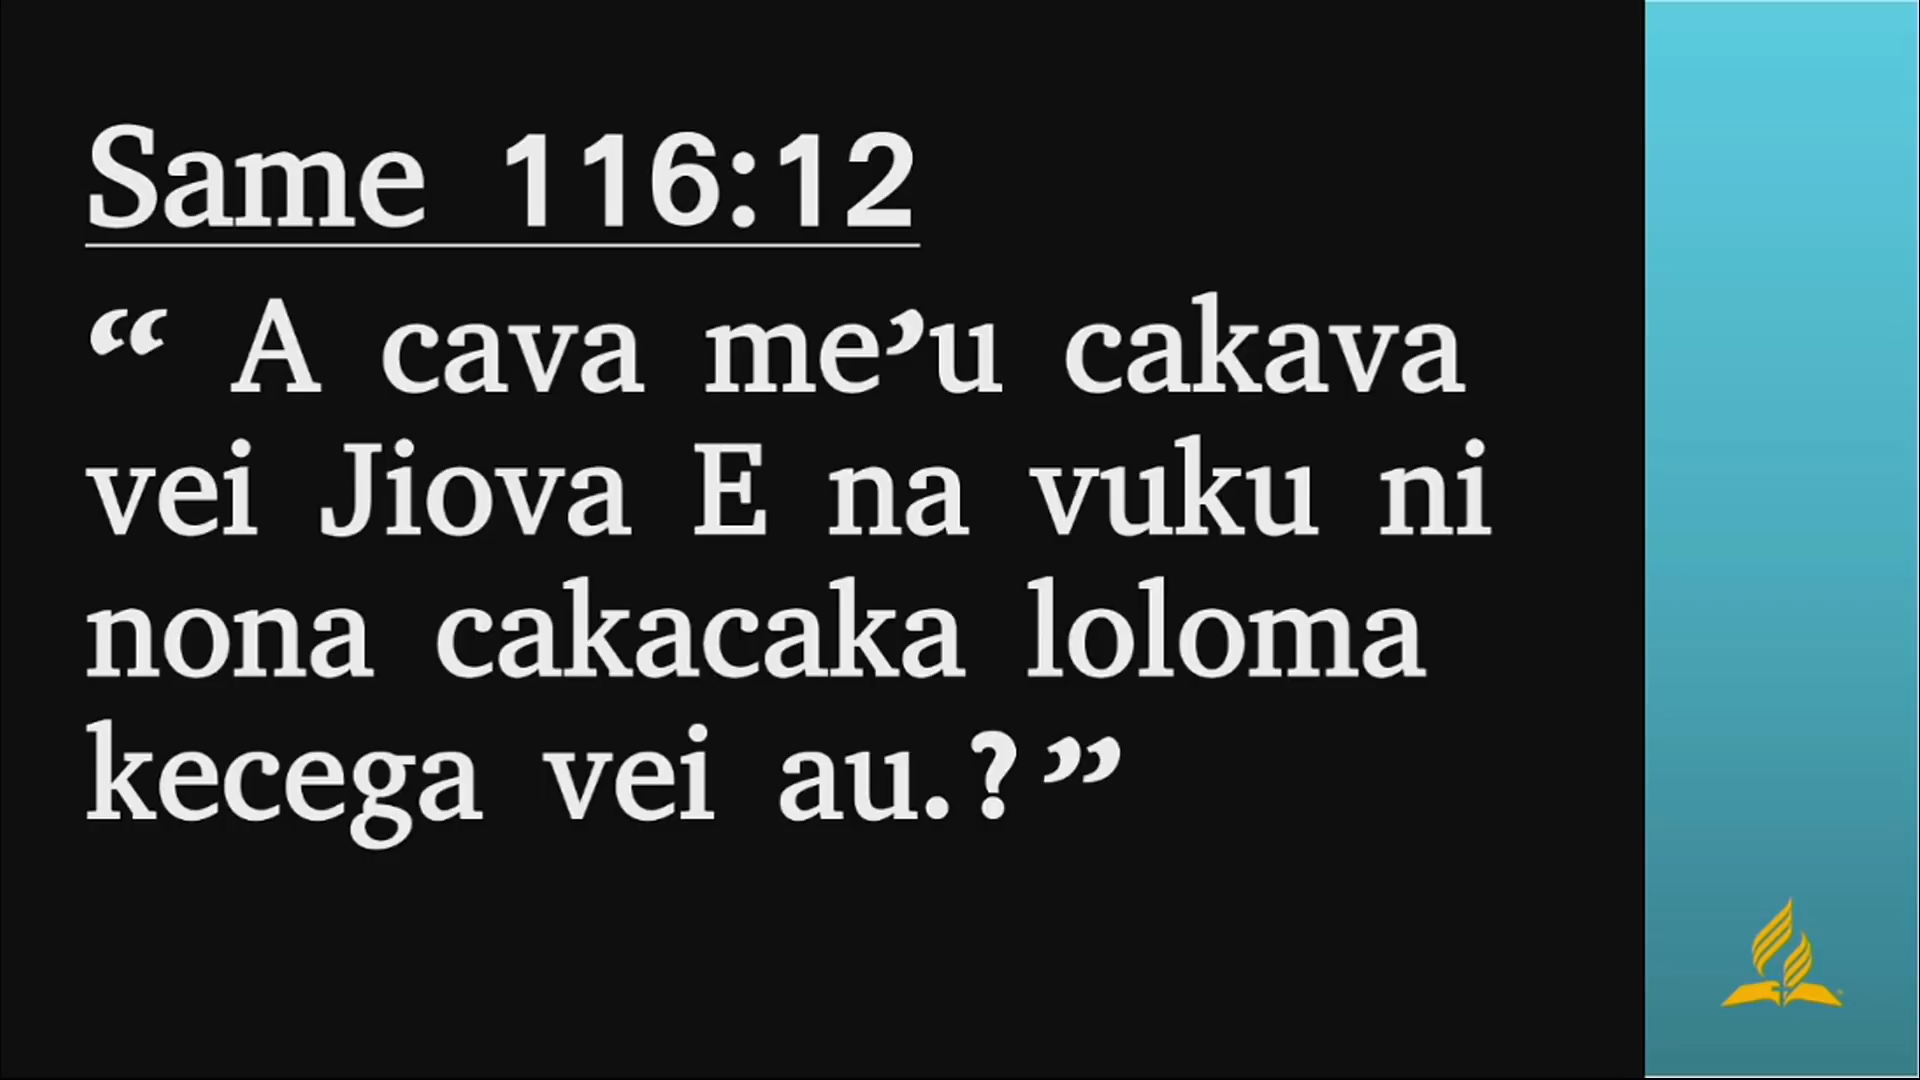 Same 116:12
“ A cava me’u cakava
vei Jiova E na vuku ni
nona cakacaka loloma
kecega vei au.?”